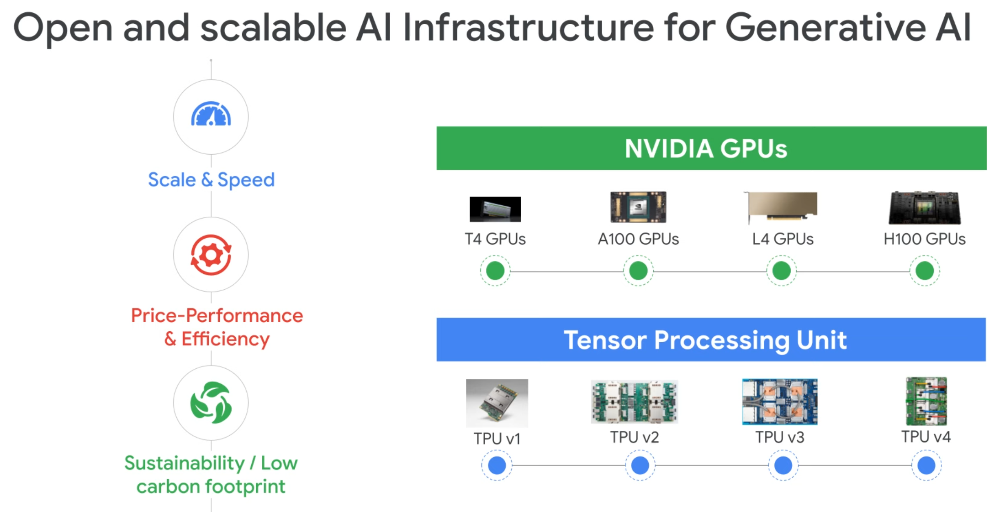 Open and scalable AI Infrastructure for Generative AI
Scale & Speed
Price-Performance
& Efficiency
Sustainability / Low
carbon footprint
NVIDIA GPUs
T4 GPUs
A100 GPUs
L4 GPUs
H100 GPUs
Tensor Processing Unit
TPU v1
TPU v2
TPU v3
TPU v4